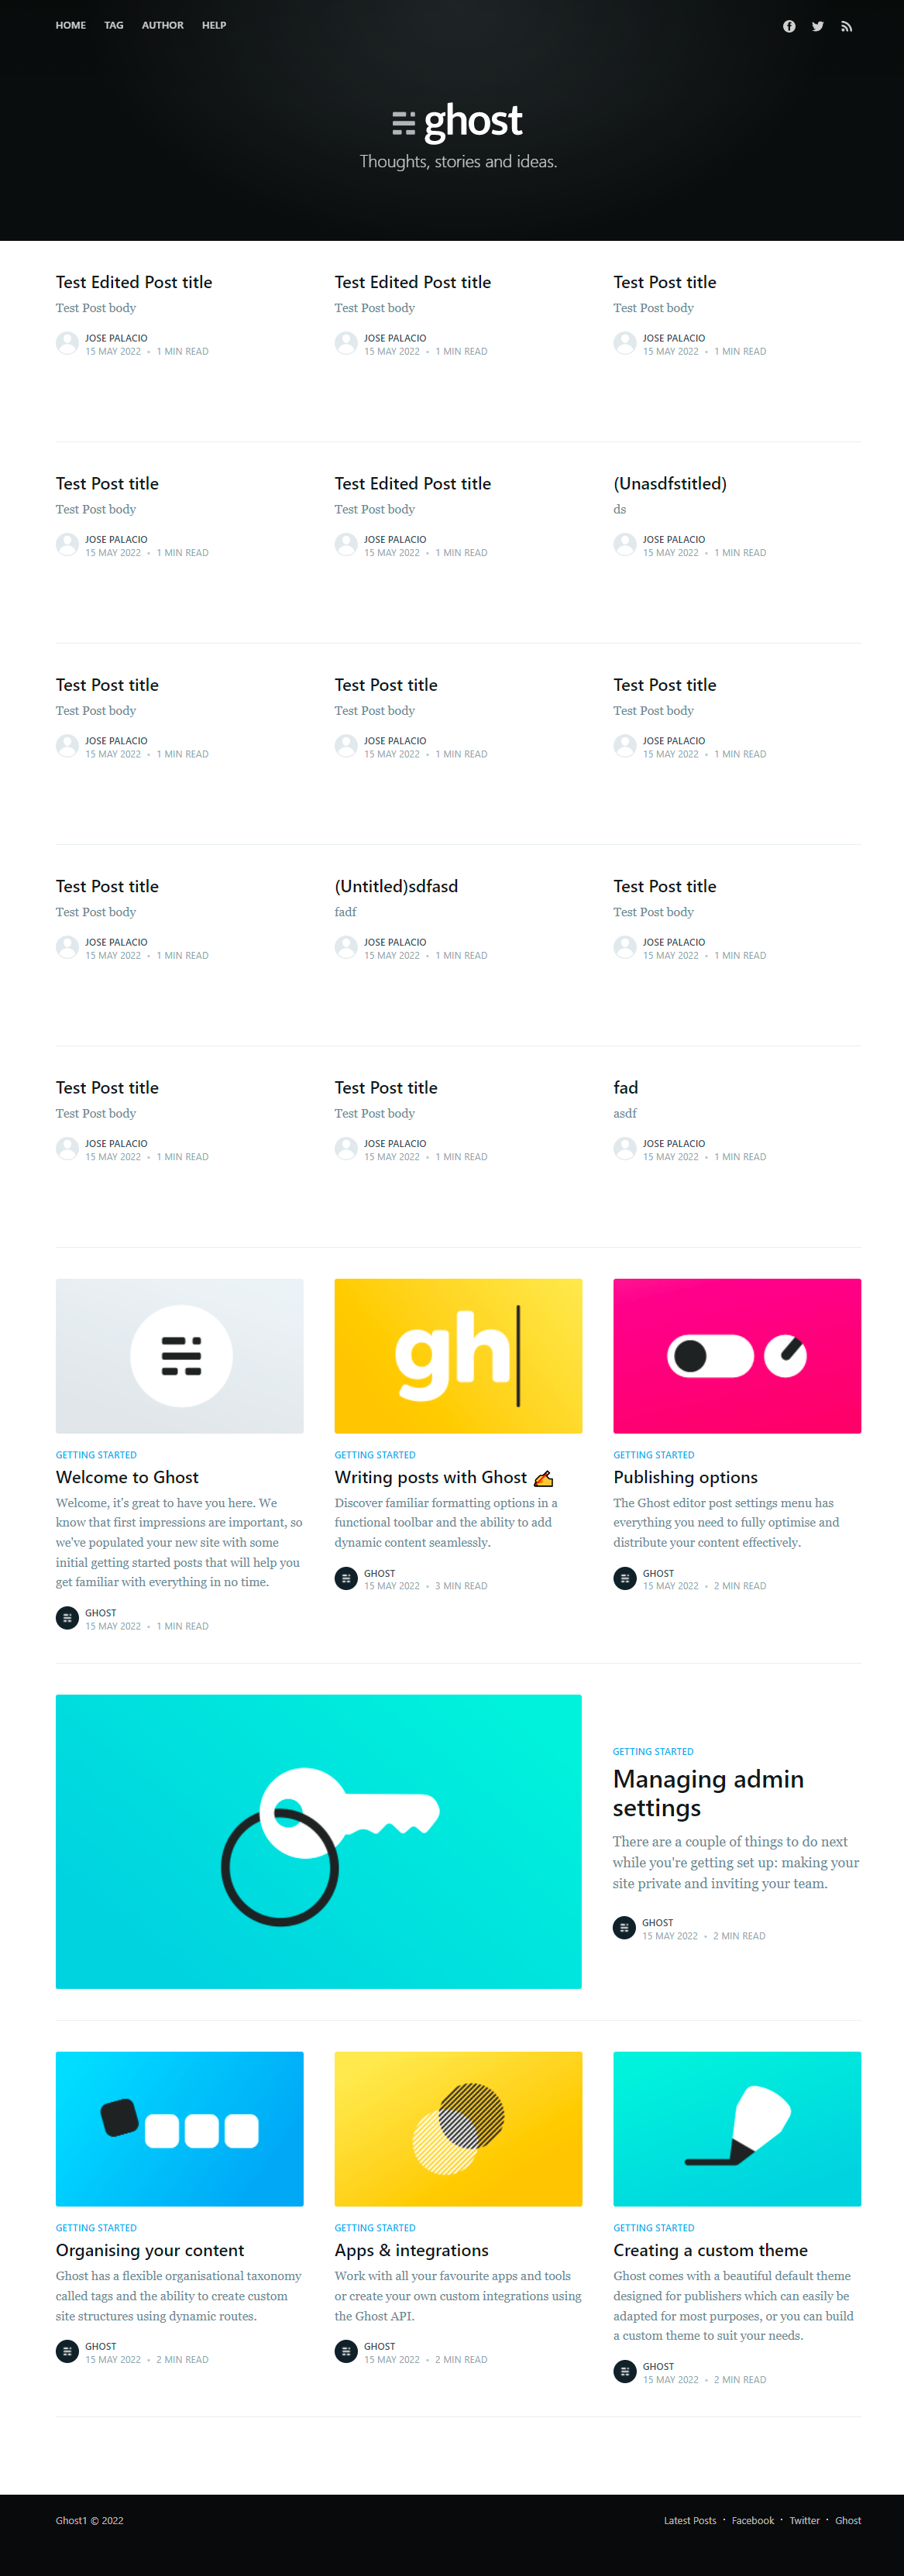 HOME TAG AUTHOR HELP
ghost
Thoughts, stories and ideas.
Test Edited Post title
Test Post body
JOSE PALACIO
15 MAY 2022 • 1 MIN READ
Test Edited Post title
Test Post body
JOSE PALACIO
15 MAY 2022 • 1 MIN READ
Test Post title
Test Post body
JOSE PALACIO
15 MAY 2022 • 1 MIN READ
Test Post title
Test Post body
JOSE PALACIO
15 MAY 2022 • 1 MIN READ
Test Edited Post title
Test Post body
JOSE PALACIO
15 MAY 2022 • 1 MIN READ
(Unasdfstitled)
ds
JOSE PALACIO
15 MAY 2022 • 1 MIN READ
Test Post title
Test Post body
JOSE PALACIO
15 MAY 2022 • 1 MIN READ
Test Post title
Test Post body
JOSE PALACIO
15 MAY 2022 • 1 MIN READ
Test Post title
Test Post body
JOSE PALACIO
15 MAY 2022 • 1 MIN READ
Test Post title
Test Post body
JOSE PALACIO
15 MAY 2022 • 1 MIN READ
(Untitled)sdfasd
fadf
JOSE PALACIO
15 MAY 2022 • 1 MIN READ
Test Post title
Test Post body
JOSE PALACIO
15 MAY 2022 • 1 MIN READ
Test Post title
Test Post body
JOSE PALACIO
15 MAY 2022 • 1 MIN READ
Test Post title
Test Post body
JOSE PALACIO
15 MAY 2022 • 1 MIN READ
fad
asdf
JOSE PALACIO
15 MAY 2022 • 1 MIN READ
GETTING STARTED
Welcome to Ghost
Welcome, it's great to have you here. We
know that first impressions are important, so
we've populated your new site with some
initial getting started posts that will help you
get familiar with everything in no time.
GHOST
15 MAY 2022 • 1 MIN READ
gh
GETTING STARTED
Writing posts with Ghost ✍️
Discover familiar formatting options in a
functional toolbar and the ability to add
dynamic content seamlessly.
GHOST
15 MAY 2022 • 3 MIN READ
GETTING STARTED
Publishing options
The Ghost editor post settings menu has
everything you need to fully optimise and
distribute your content effectively.
GHOST
15 MAY 2022 • 2 MIN READ
GETTING STARTED
Managing admin
settings
There are a couple of things to do next
while you're getting set up: making your
site private and inviting your team.
GHOST
15 MAY 2022 • 2 MIN READ
GETTING STARTED
Organising your content
Ghost has a flexible organisational taxonomy
called tags and the ability to create custom
site structures using dynamic routes.
GHOST
15 MAY 2022 • 2 MIN READ
GETTING STARTED
Apps & integrations
Work with all your favourite apps and tools
or create your own custom integrations using
the Ghost API.
GHOST
15 MAY 2022 • 2 MIN READ
GETTING STARTED
Creating a custom theme
Ghost comes with a beautiful default theme
designed for publishers which can easily be
adapted for most purposes, or you can build
a custom theme to suit your needs.
GHOST
15 MAY 2022 • 2 MIN READ
Ghost1 © 2022
Latest Posts • Facebook • Twitter • Ghost